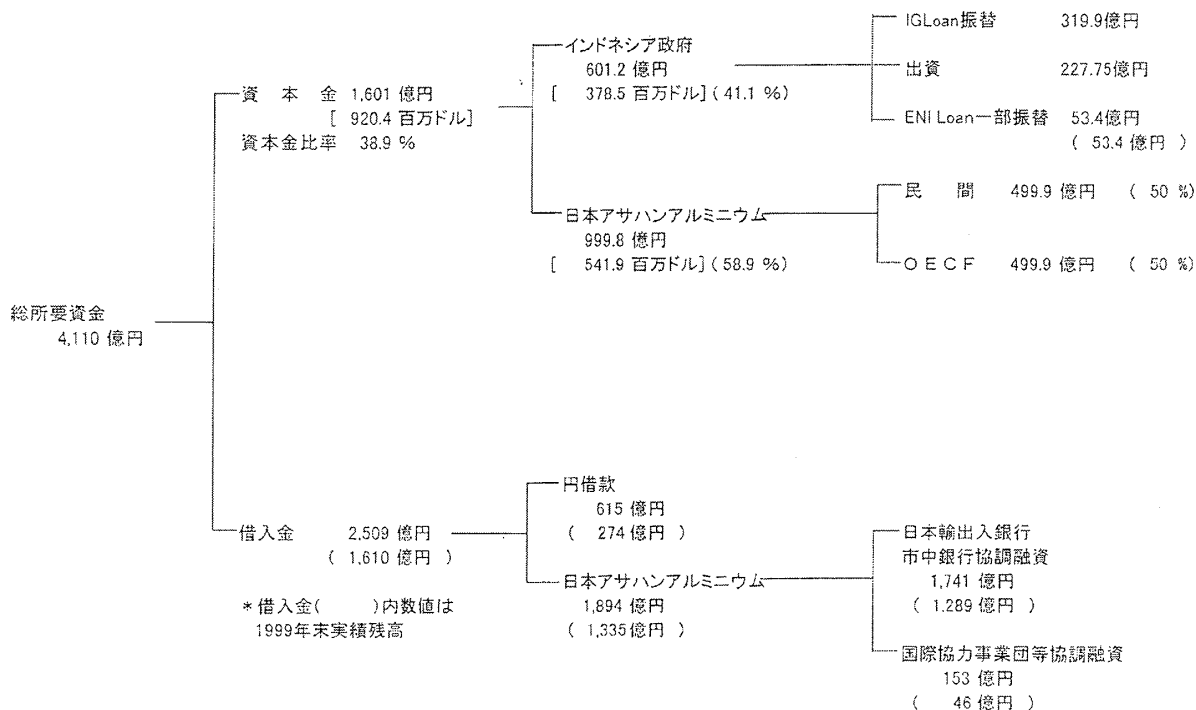 総所要資金
4,110 億円
資 本 金 1,601 億円
[ 920.4 百万ドル]
資本金比率 38.9 %
インドネシア政府
601.2 億円
[ 378.5 百万ドル] ( 41.1 %)
IGLoan振替 319.9億円
出資 227.75億円
ENI Loan一部振替 53.4億円
( 53.4 億円 )
日本アサハンアルミニウム
999.8 億円
[ 541.9 百万ドル] ( 58.9 %)
民 間 499.9 億円 ( 50 %)
O E C F 499.9 億円 ( 50 %)
借入金 2,509 億円
( 1,610 億円 )
*借入金( )内数値は
1999年末実績残高
円借款
615 億円
( 274 億円 )
日本アサハンアルミニウム
1,894 億円
( 1,335億円 )
日本輸出入銀行
市中銀行協調融資
1,741 億円
( 1.289 億円 )
国際協力事業団等協調融資
153 億円
( 46 億円 )